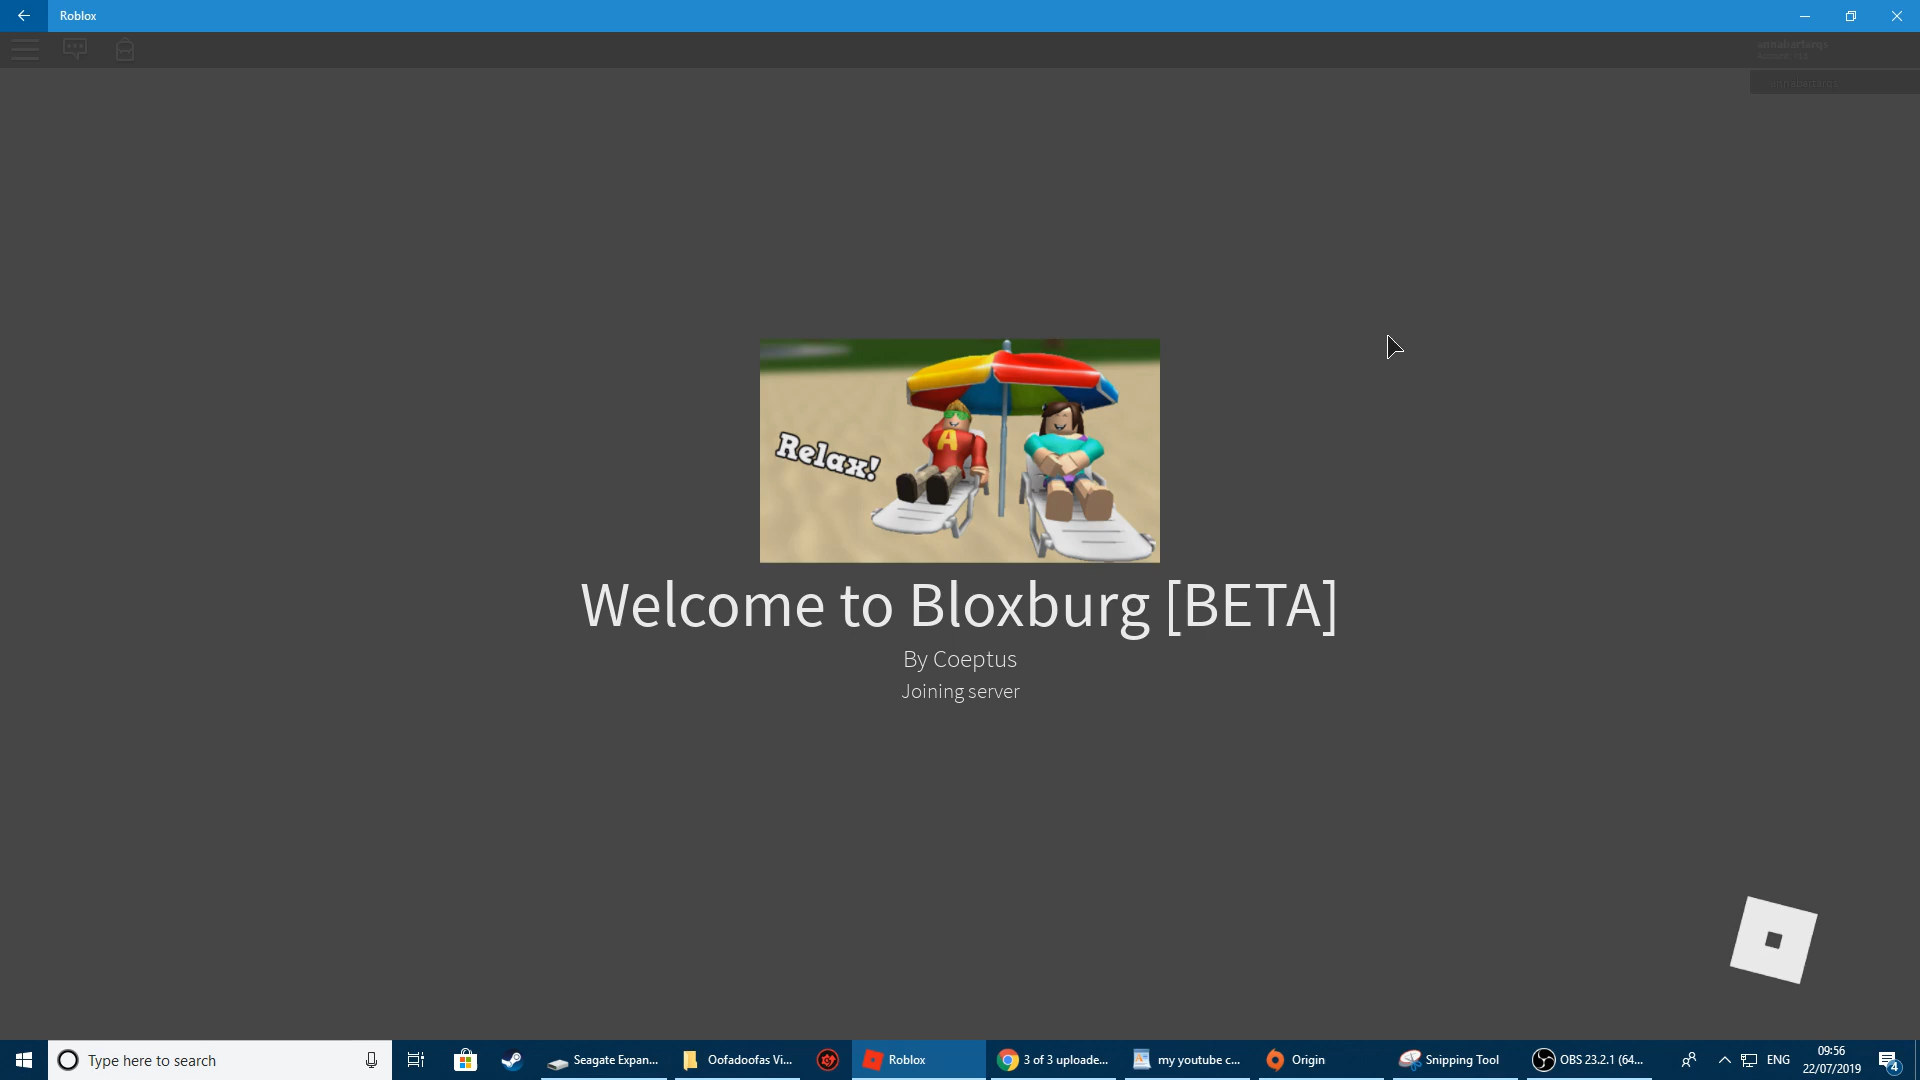 Roblox
Relax!
A
Welcome to Bloxburg [BETA]
By Coeptus
Joining server
Type here to search
Seagate Expan...
Oofadoofas Vi...
Roblox
3 of 3 uploade...
my youtube c...
Origin
Snipping Tool
OBS 23.2.1 (64...
ENG
09:56
22/07/2019
4